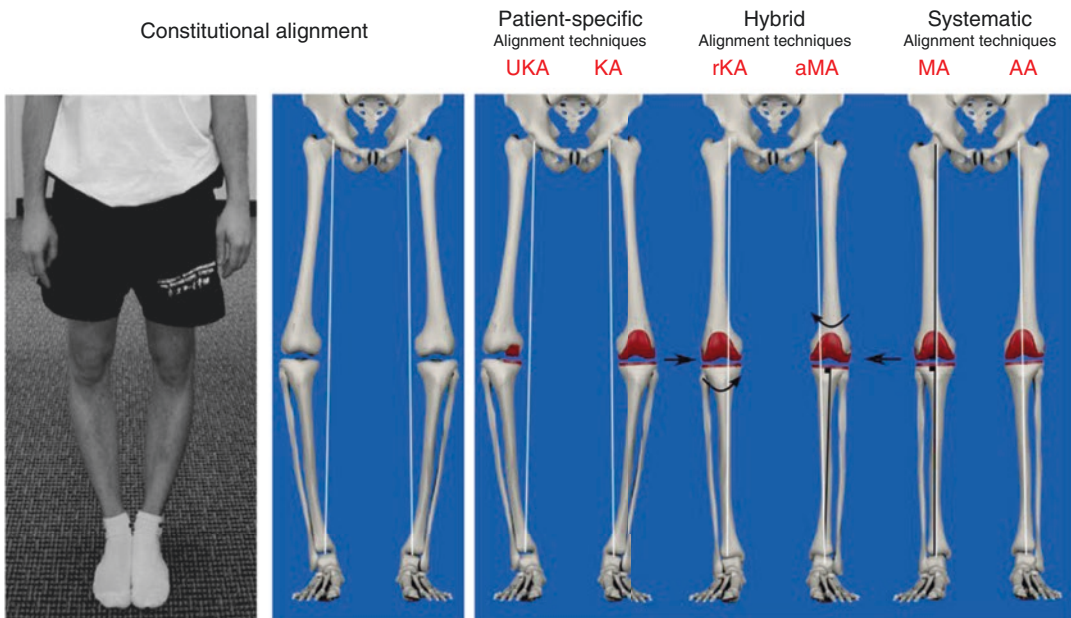 Constitutional alignment
Patient-specific
Alignment techniques
UKA KA
Hybrid
Alignment techniques
rKA aMA
Systematic
Alignment techniques
MA AA